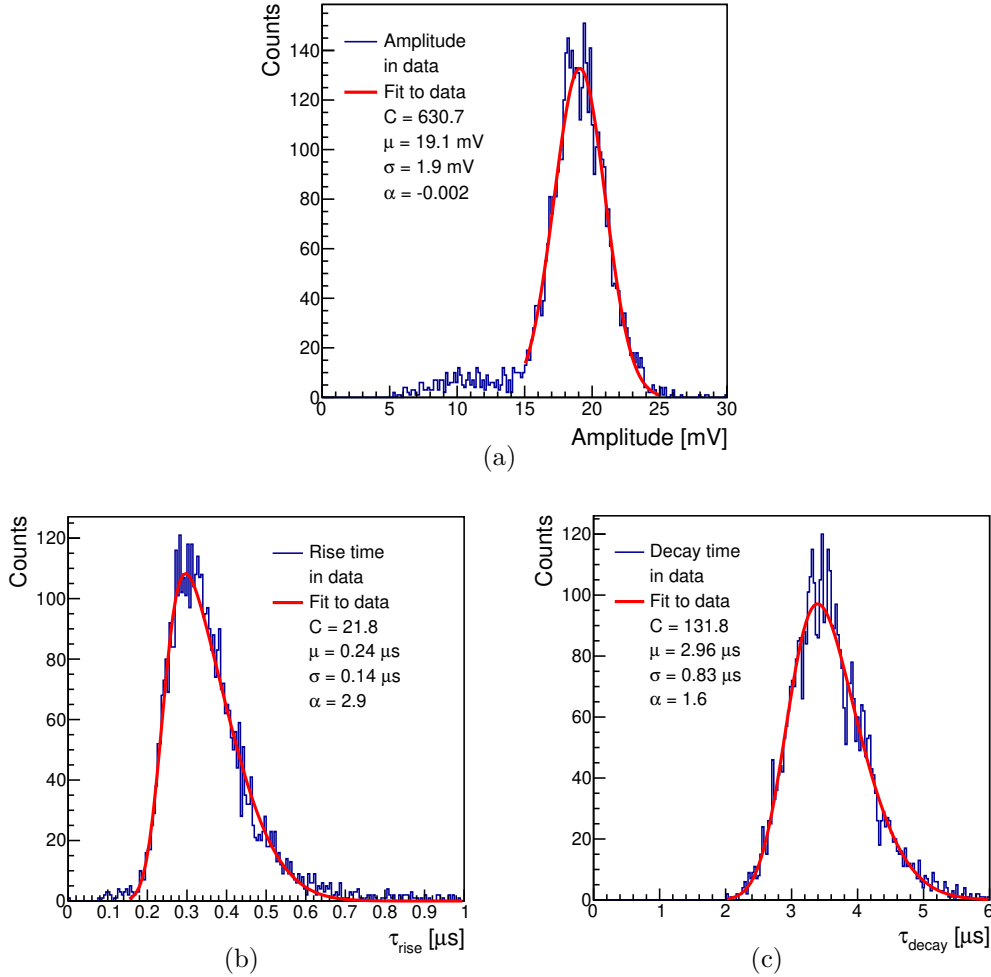 Counts
140
120
100
80
60
40
20
0
Amplitude
in data
Fit to data
C = 630.7
μ = 19.1 mV
σ = 1.9 mV
α = -0.002
0 5 10 15 20 25 30
Amplitude [mV]
(a)
Counts
120
100
80
60
40
20
0
Rise time
in data
Fit to data
C = 21.8
μ = 0.24 μs
σ = 0.14 μs
α = 2.9
0 0.1 0.2 0.3 0.4 0.5 0.6 0.7 0.8 0.9 1
τrise [μs]
(b)
Counts
120
100
80
60
40
20
0
Decay time
in data
Fit to data
C = 131.8
μ = 2.96 μs
σ = 0.83 μs
α = 1.6
0 1 2 3 4 5 6
τdecay [μs]
(c)